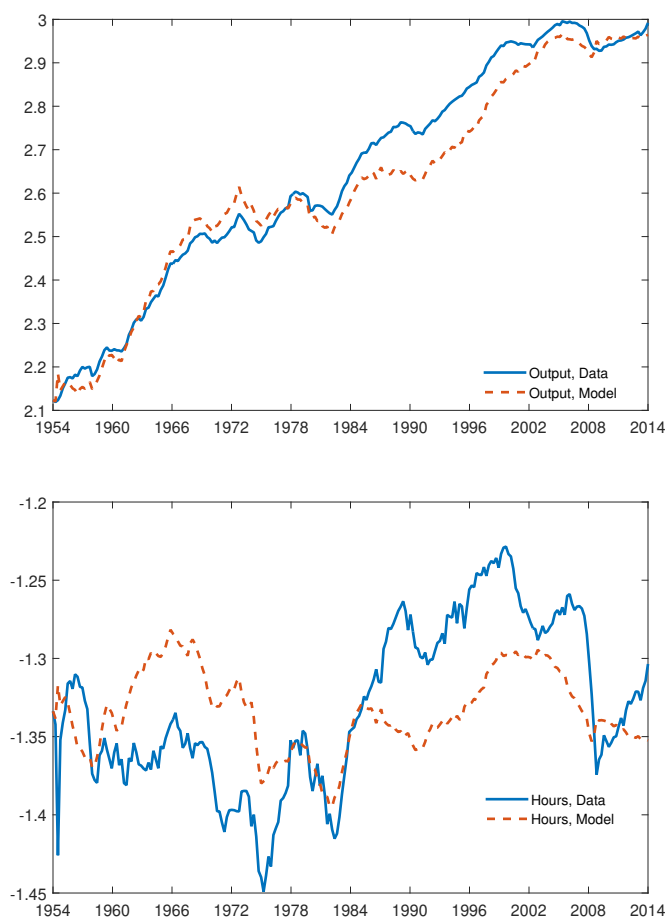 3
2.9
2.8
2.7
2.6
2.5
2.4
2.3
2.2
2.1
Output, Data
Output, Model
1954 1960 1966 1972 1978 1984 1990 1996 2002 2008 2014
-1.2
-1.25
-1.3
-1.35
-1.4
-1.45
Hours, Data
Hours, Model
1954 1960 1966 1972 1978 1984 1990 1996 2002 2008 2014